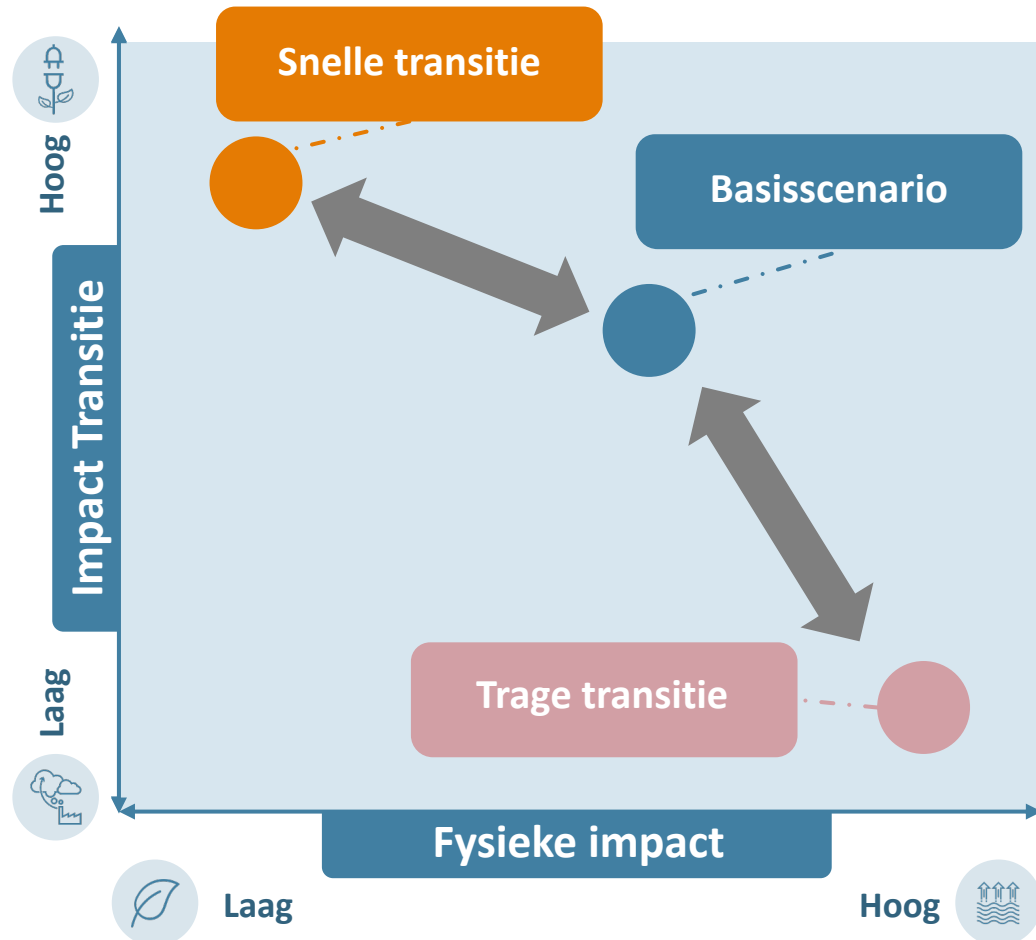 Snelle transitie
Hoog
Basisscenario
Impact Transitie
Trage transitie
Laag
Fysieke impact
Laag
Hoog